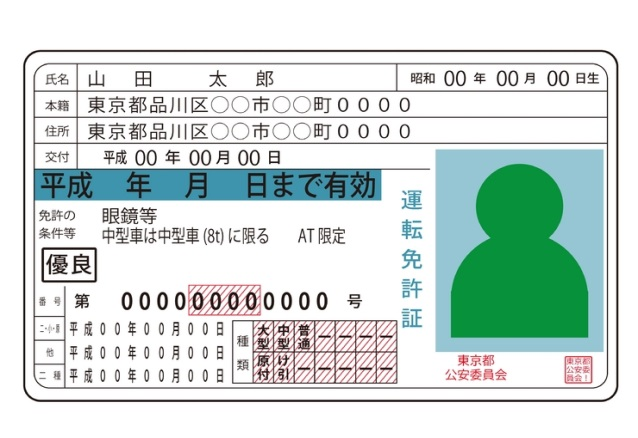 氏名 山 田 太 郎 昭和 00 年 00 月 00 日生
本籍 東京都品川区○○市○○町0000
住所 東京都品川区○○市○○町0000
交付 平成 00 年 00 月 00 日
平成 年 月 日まで有効
免許の 眼鏡等
条件等 中型車は中型車(8t)に限る AT限定
優良
番号 第 0000000000000 号
二・小・原 平成00年00月00日
他 平成00年00月00日
二種 平成00年00月00日
種類 大型 中型 普通 ー ー ー ー
原付 け引 ー ー ー ー ー
運転免許証
東京都
公安委員会
東京都
公安委
員会!